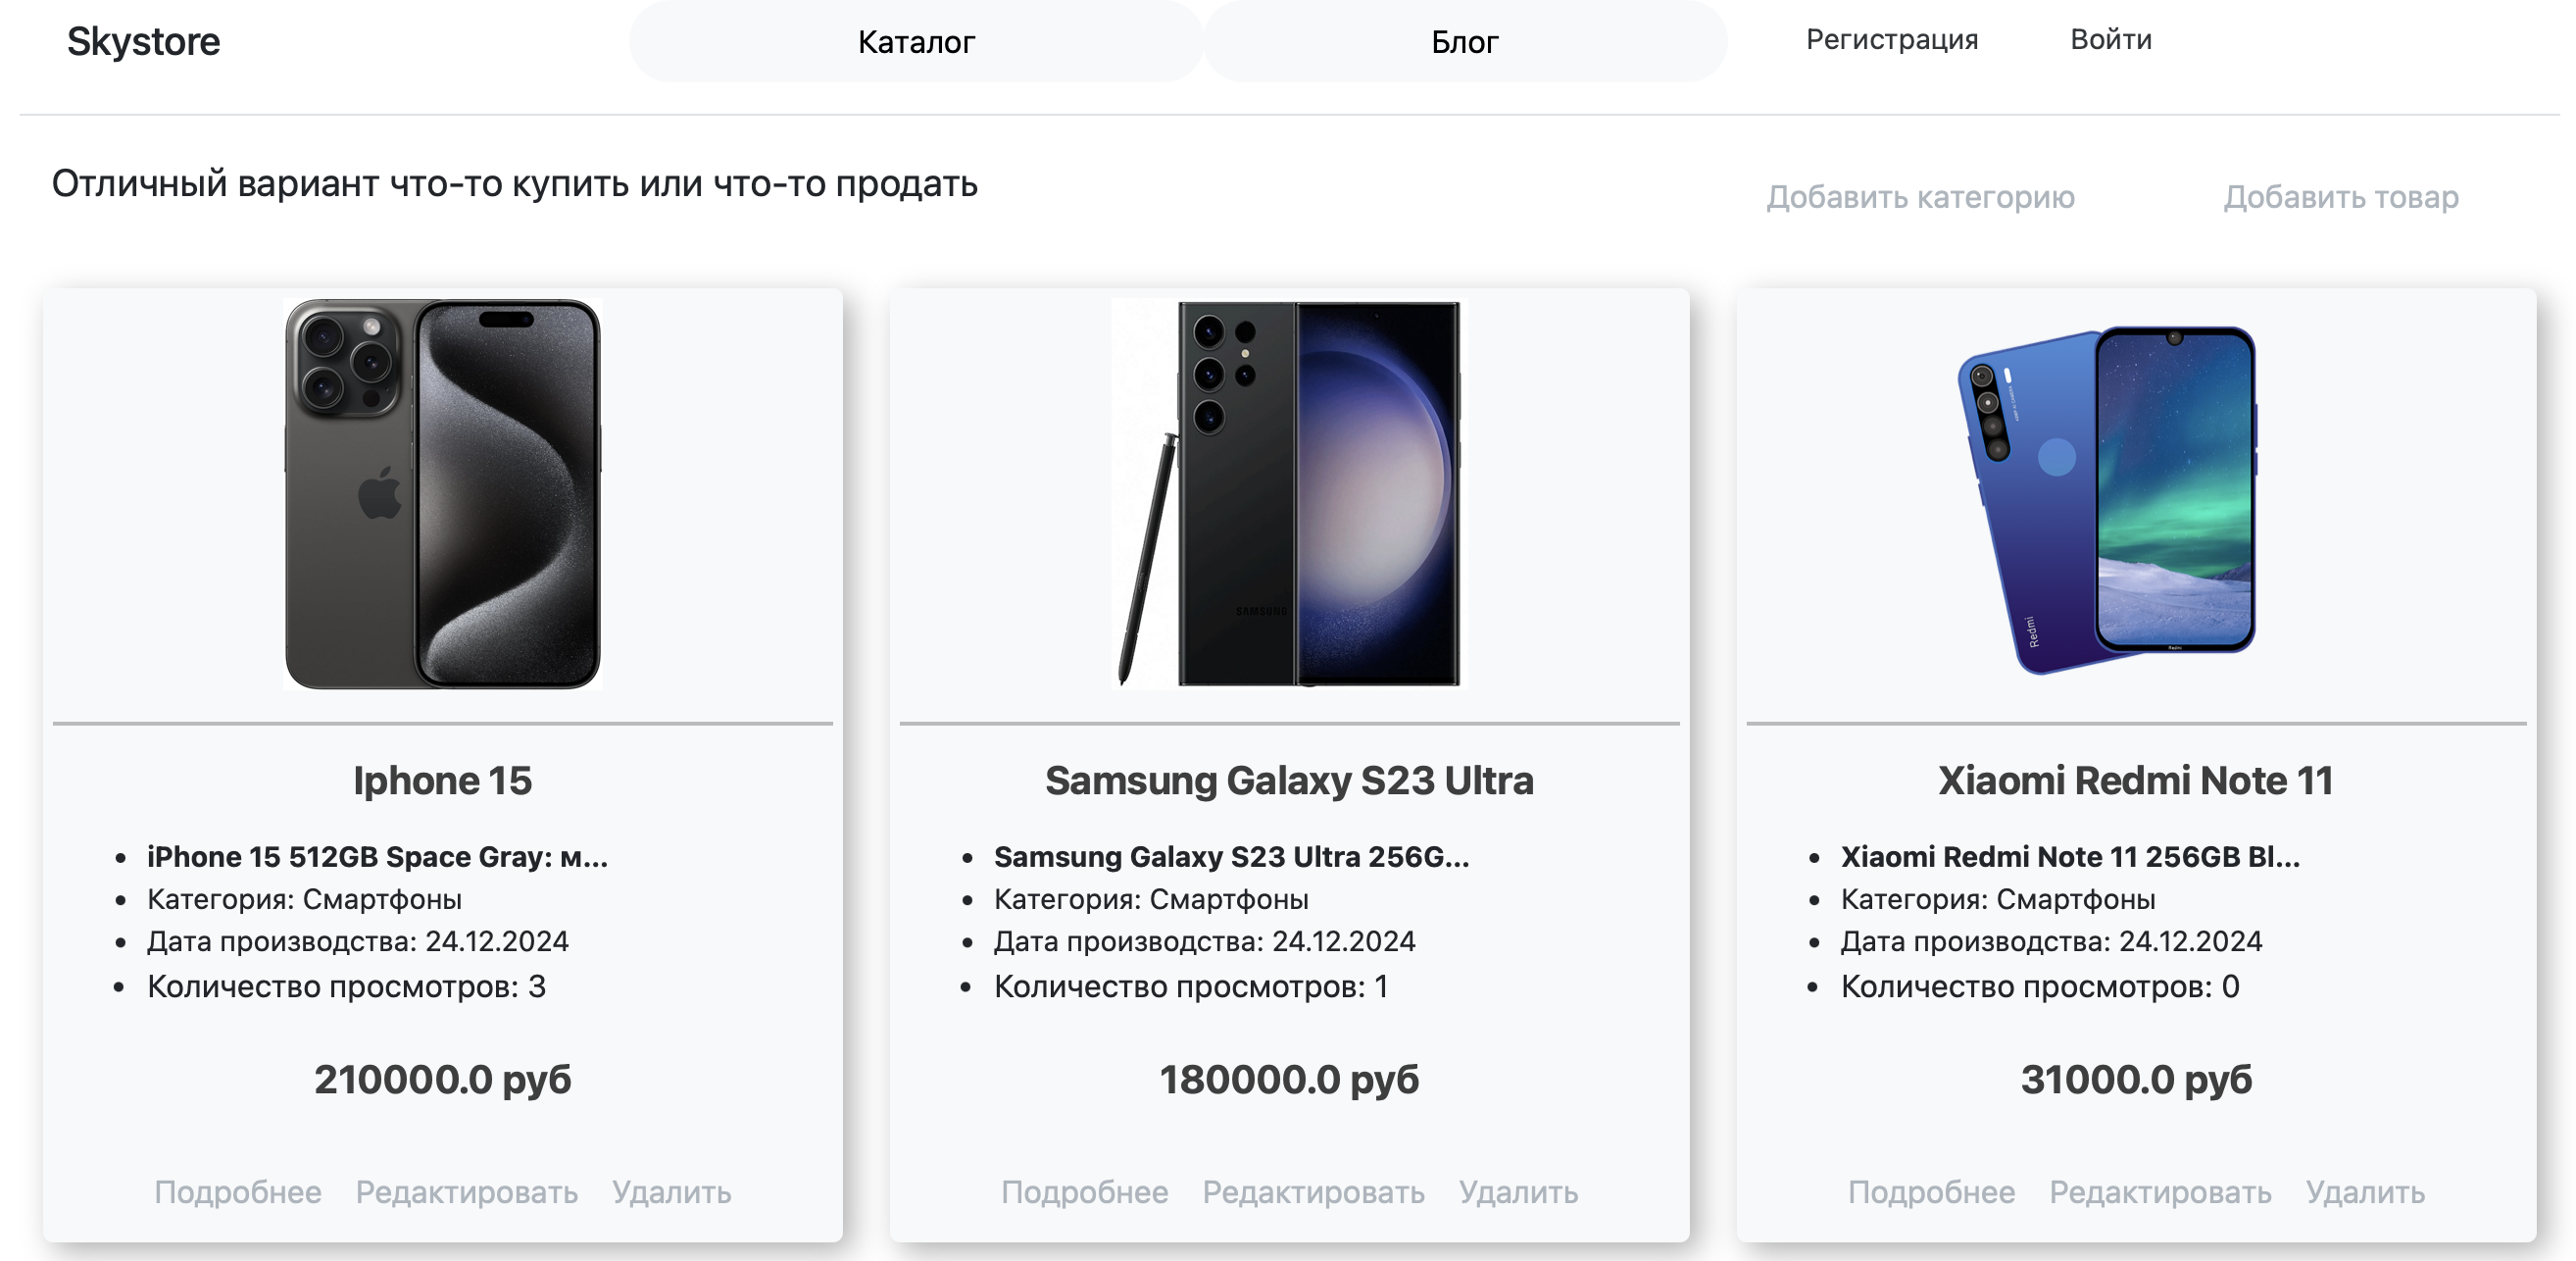 Skystore
Каталог
Блог
Регистрация
Войти
Отличный вариант что-то купить или что-то продать
Добавить категорию
Добавить товар
Iphone 15
iPhone 15 512GB Space Gray: м...
Категория: Смартфоны
Дата производства: 24.12.2024
Количество просмотров: 3
210000.0 руб
Подробнее Редактировать Удалить
SAMSUNG
Samsung Galaxy S23 Ultra
Samsung Galaxy S23 Ultra 256G...
Категория: Смартфоны
Дата производства: 24.12.2024
Количество просмотров: 1
180000.0 руб
Подробнее Редактировать Удалить
Redmi
Redmi
Xiaomi Redmi Note 11
Xiaomi Redmi Note 11 256GB Bl...
Категория: Смартфоны
Дата производства: 24.12.2024
Количество просмотров: 0
31000.0 руб
Подробнее Редактировать Удалить